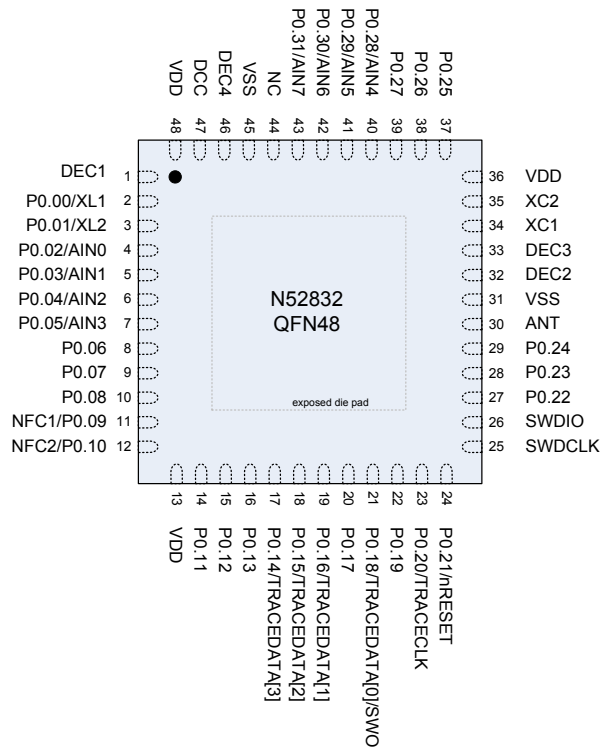 P0.31/AIN7
P0.30/AIN6
P0.29/AIN5
P0.28/AIN4
P0.27
P0.26
P0.25
VDD
DCC
DEC4
VSS
NC
48
47
46
45
44
43
42
41
40
39
38
37
DEC1 1
P0.00/XL1 2
P0.01/XL2 3
P0.02/AIN0 4
P0.03/AIN1 5
P0.04/AIN2 6
P0.05/AIN3 7
P0.06 8
P0.07 9
P0.08 10
NFC1/P0.09 11
NFC2/P0.10 12
N52832
QFN48
exposed die pad
36 VDD
35 XC2
34 XC1
33 DEC3
32 DEC2
31 VSS
30 ANT
29 P0.24
28 P0.23
27 P0.22
26 SWDIO
25 SWDCLK
13
14
15
16
17
18
19
20
21
22
23
24
VDD
P0.11
P0.12
P0.13
P0.14/TRACEDATA[3]
P0.15/TRACEDATA[2]
P0.16/TRACEDATA[1]
P0.17
P0.18/TRACEDATA[0]/SWO
P0.19
P0.20/TRACECLK
P0.21/nRESET